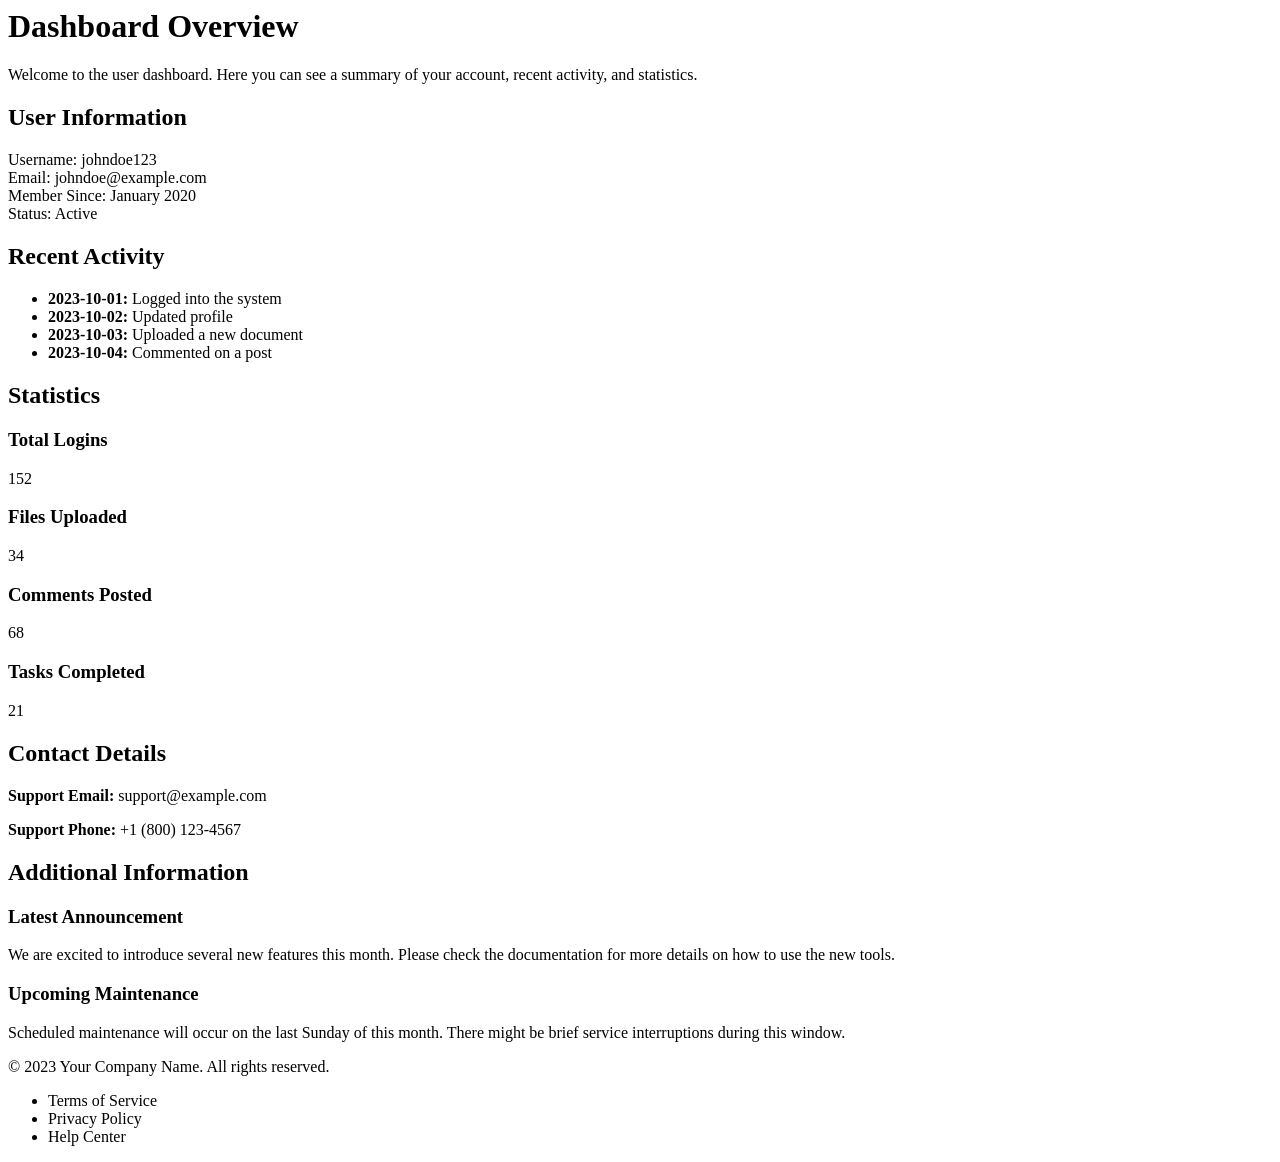 Dashboard Overview
Welcome to the user dashboard. Here you can see a summary of your account, recent activity, and statistics.
User Information
Username: johndoe123
Email: johndoe@example.com
Member Since: January 2020
Status: Active
Recent Activity
2023-10-01: Logged into the system
2023-10-02: Updated profile
2023-10-03: Uploaded a new document
2023-10-04: Commented on a post
Statistics
Total Logins
152
Files Uploaded
34
Comments Posted
68
Tasks Completed
21
Contact Details
Support Email: support@example.com
Support Phone: +1 (800) 123-4567
Additional Information
Latest Announcement
We are excited to introduce several new features this month. Please check the documentation for more details on how to use the new tools.
Upcoming Maintenance
Scheduled maintenance will occur on the last Sunday of this month. There might be brief service interruptions during this window.
© 2023 Your Company Name. All rights reserved.
Terms of Service
Privacy Policy
Help Center